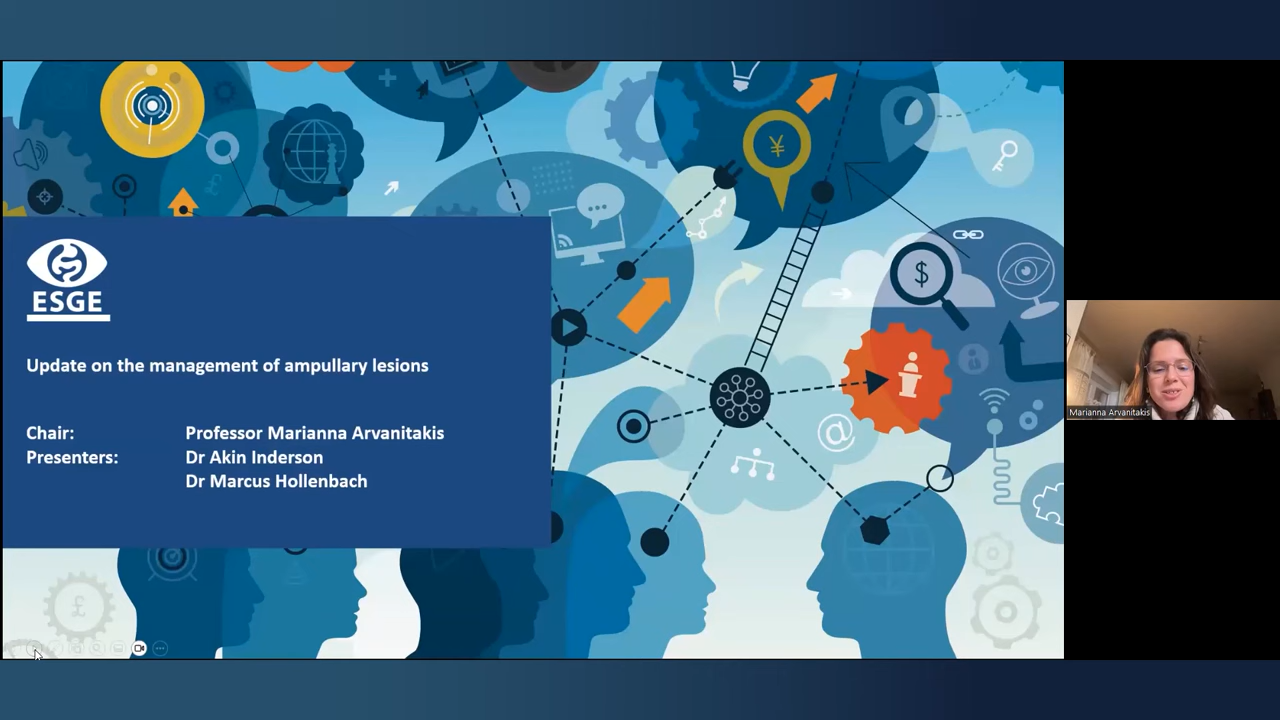 ESGE
Update on the management of ampullary lesions
Chair: Professor Marianna Arvanitakis
Presenters: Dr Akin Inderson
Dr Marcus Hollenbach
¥
$
@
£
£
Marianna Arvanitakis